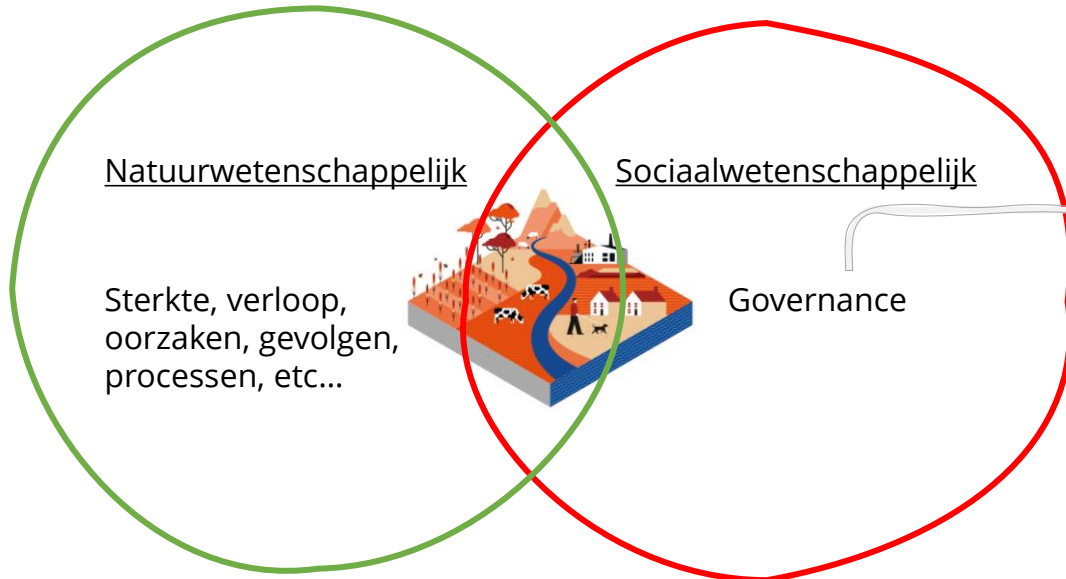 Natuurwetenschappelijk
Sterkte, verloop,
oorzaken, gevolgen,
processen, etc...
Sociaalwetenschappelijk
Governance